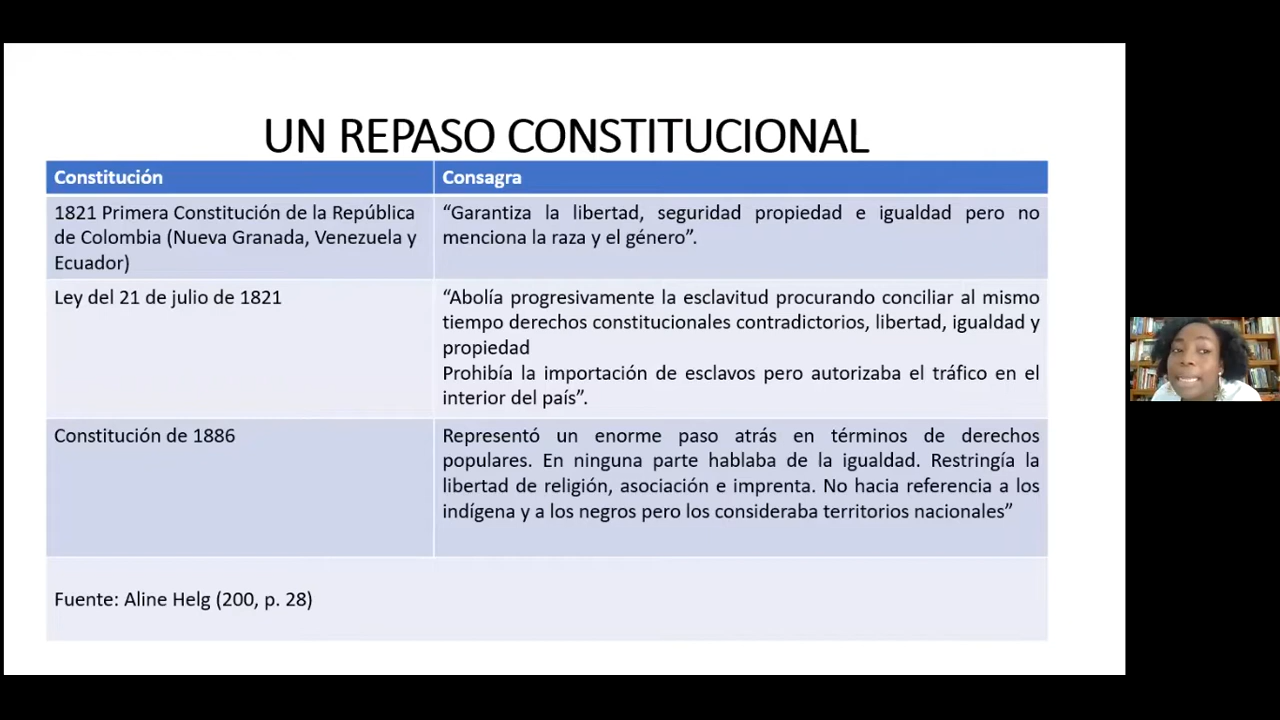 UN REPASO CONSTITUCIONAL
Constitución
Consagra
1821 Primera Constitución de la República
de Colombia (Nueva Granada, Venezuela y
Ecuador)
“Garantiza la libertad, seguridad propiedad e igualdad pero no
menciona la raza y el género”.
Ley del 21 de julio de 1821
“Abolía progresivamente la esclavitud procurando conciliar al mismo
tiempo derechos constitucionales contradictorios, libertad, igualdad y
propiedad
Prohibía la importación de esclavos pero autorizaba el tráfico en el
interior del país”.
Constitución de 1886
Representó un enorme paso atrás en términos de derechos
populares. En ninguna parte hablaba de la igualdad. Restringía la
libertad de religión, asociación e imprenta. No hacia referencia a los
indígena y a los negros pero los consideraba territorios nacionales”
Fuente: Aline Helg (200, p. 28)